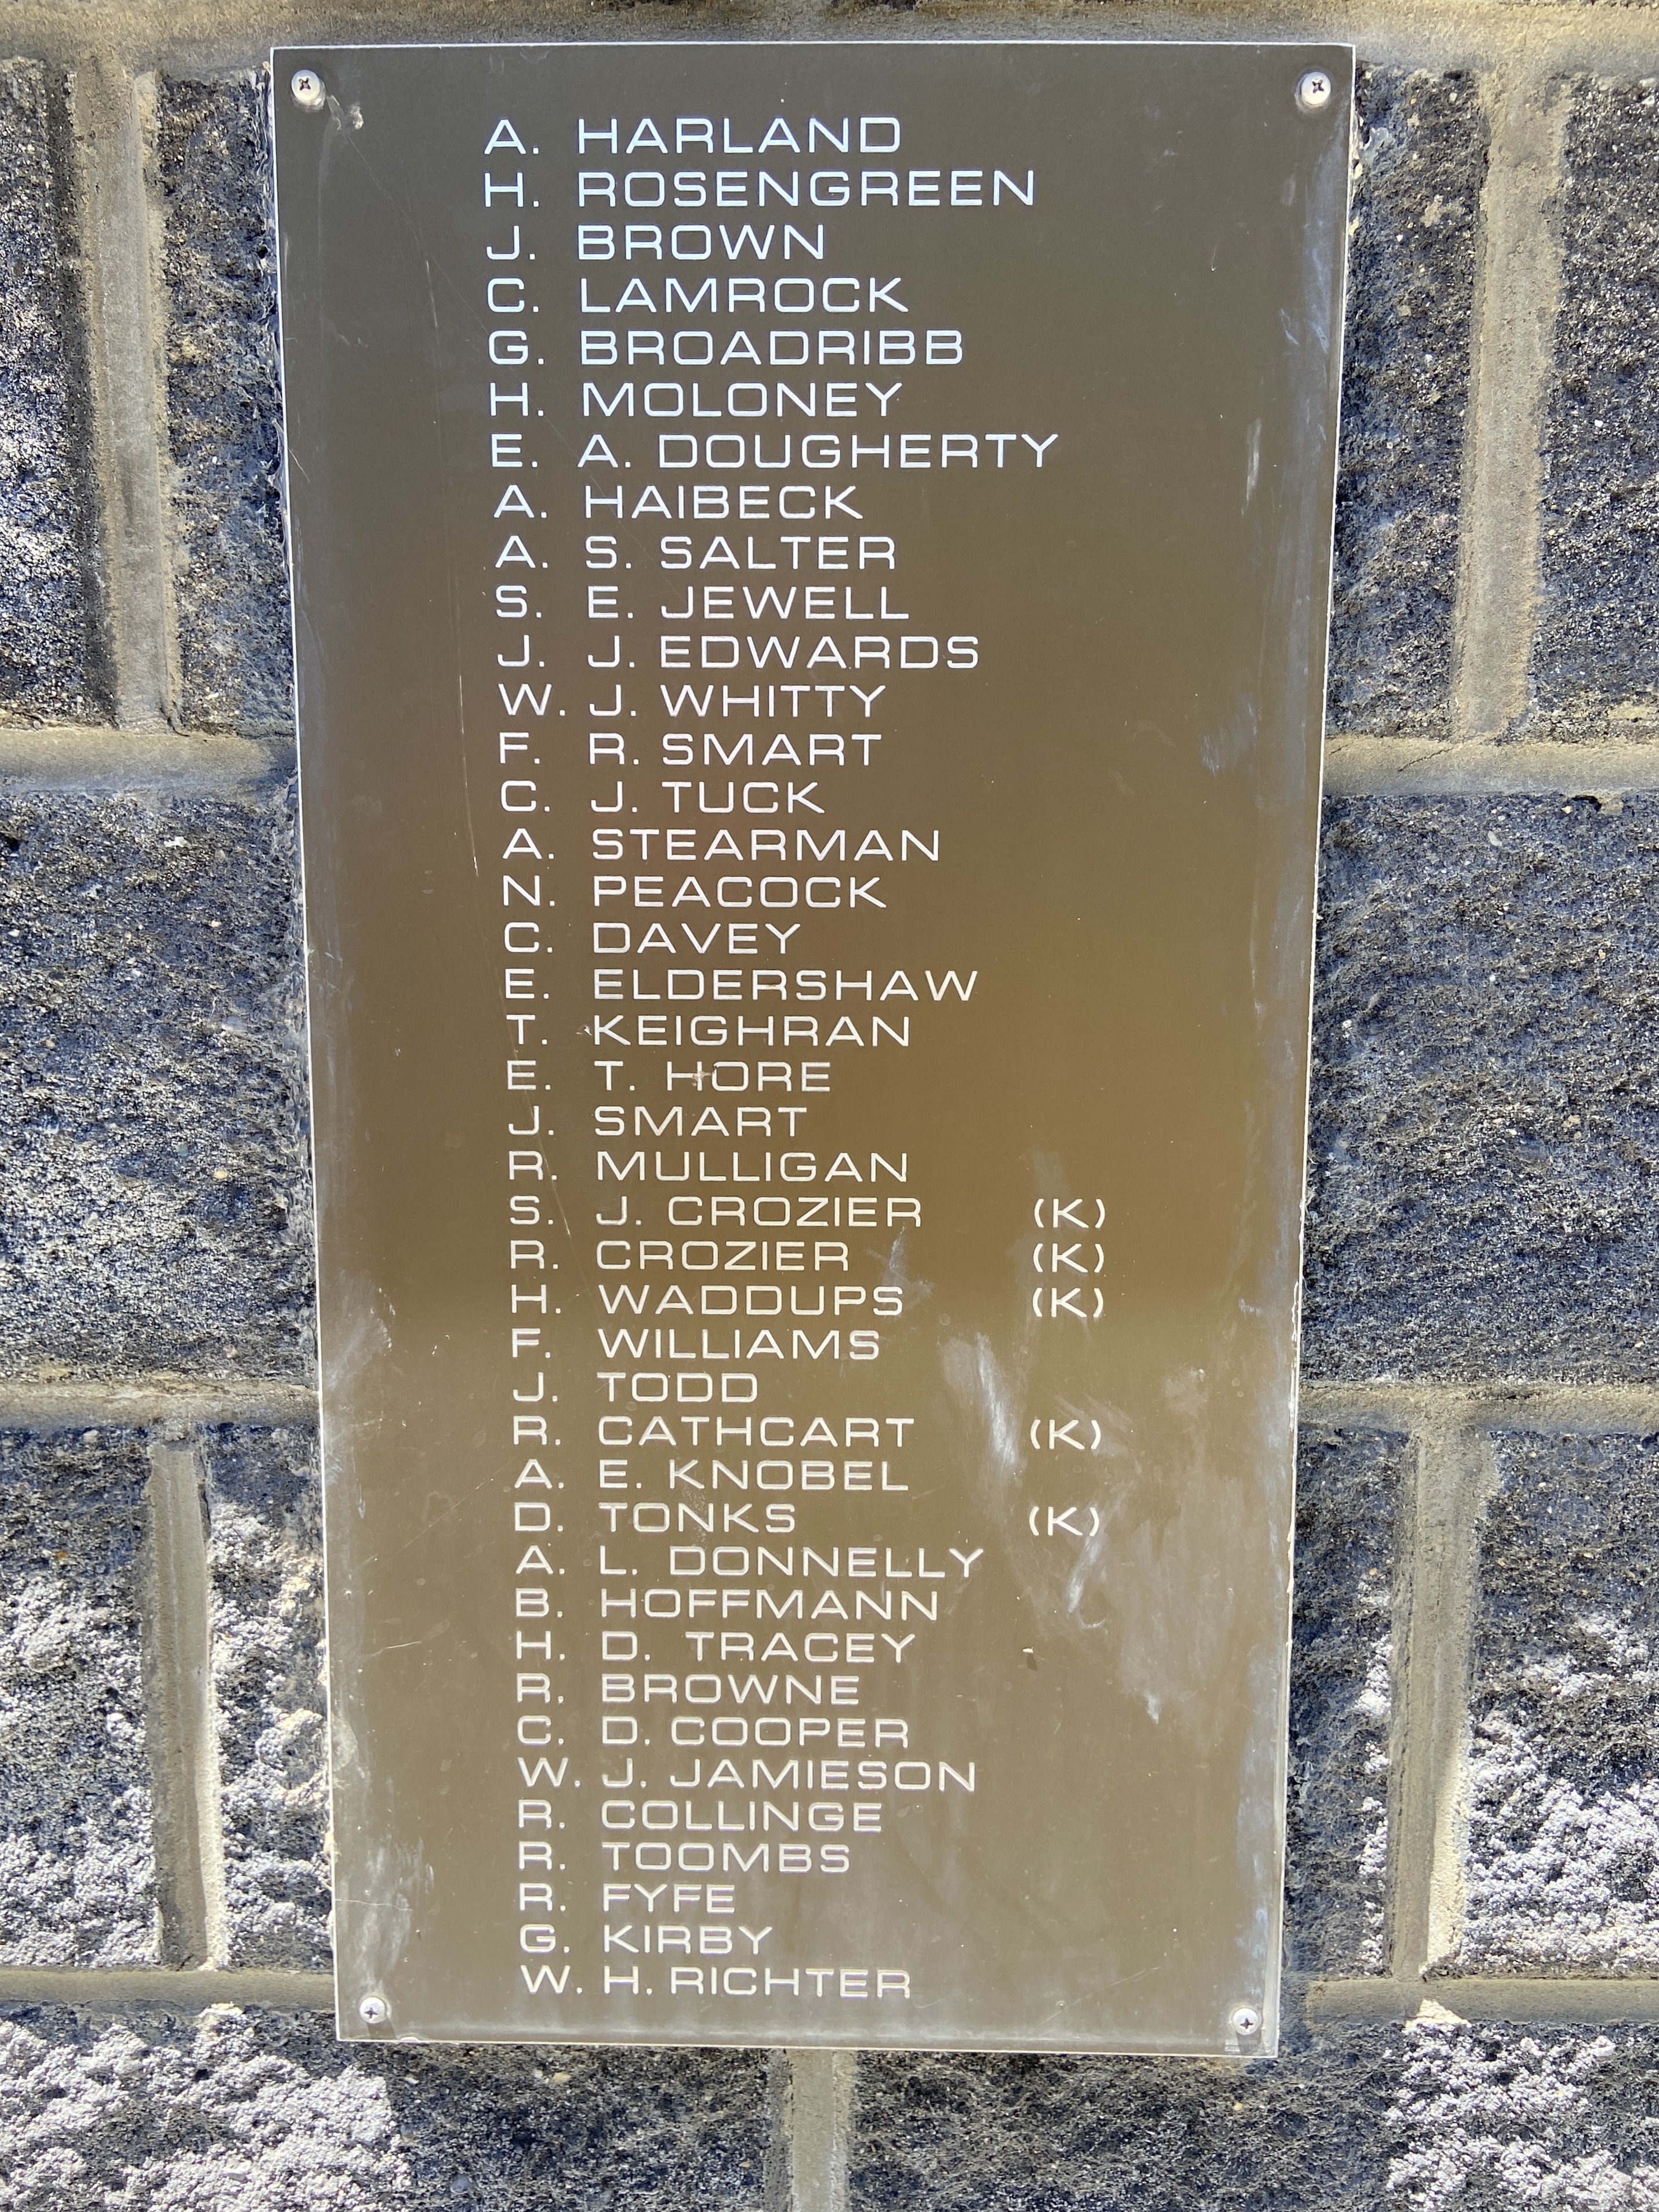 A. HARLAND
H. ROSENGREEN
J. BROWN
C. LAMROCK
G. BROADRIBB
H. MOLONEY
E. A. DOUGHERTY
A. HAIBECK
A. S. SALTER
S. E. JEWELL
J. J. EDWARDS
W. J. WHITTY
F. R. SMART
C. J. TUCK
A. STEARMAN
N. PEACOCK
C. DAVEY
E. ELDERSHAW
T. KEIGHRAN
E. T. HORE
J. SMART
R. MULLIGAN
S. J. CROZIER (K)
R. CROZIER (K)
H. WADDUPS (K)
F. WILLIAMS
J. TODD
R. CATHCART (K)
A. E. KNOBEL
D. TONKS (K)
A. L. DONNELLY
B. HOFFMANN
H. D. TRACEY
R. BROWNE
C. D. COOPER
W. J. JAMIESON
R. COLLINGE
R. TOOMBS
R. FYFE
G. KIRBY
W. H. RICHTER